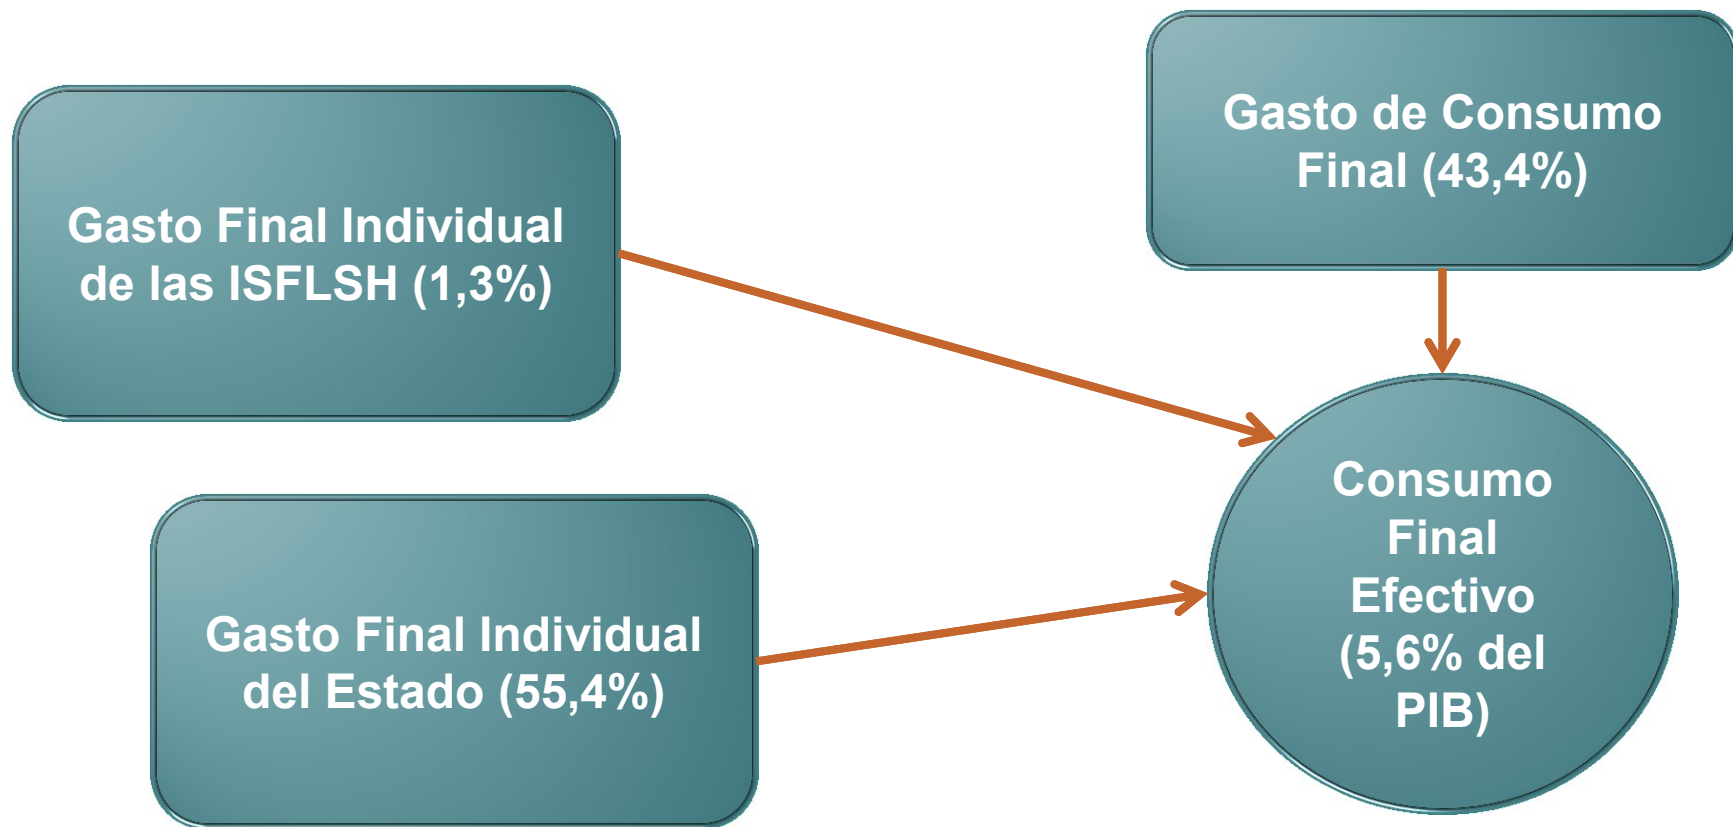 Gasto de Consumo
Final (43,4%)
Gasto Final Individual
de las ISFLSH (1,3%)
Consumo
Final
Efectivo
(5,6% del
PIB)
Gasto Final Individual
del Estado (55,4%)